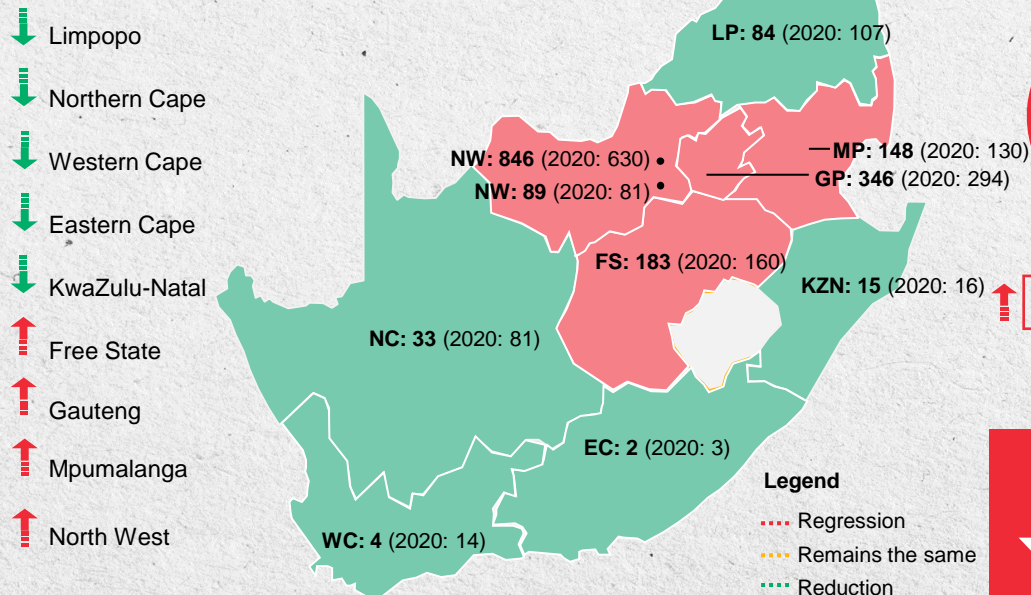 Limpopo
Northern Cape
Western Cape
Eastern Cape
KwaZulu-Natal
Free State
Gauteng
Mpumalanga
North West
LP: 84 (2020: 107)
NW: 846 (2020: 630)
MP: 148 (2020: 130)
NW: 89 (2020: 81)
GP: 346 (2020: 294)
FS: 183 (2020: 160)
KZN: 15 (2020: 16)
NC: 33 (2020: 81)
EC: 2 (2020: 3)
WC: 4 (2020: 14)
Legend
Regression
Remains the same
Reduction